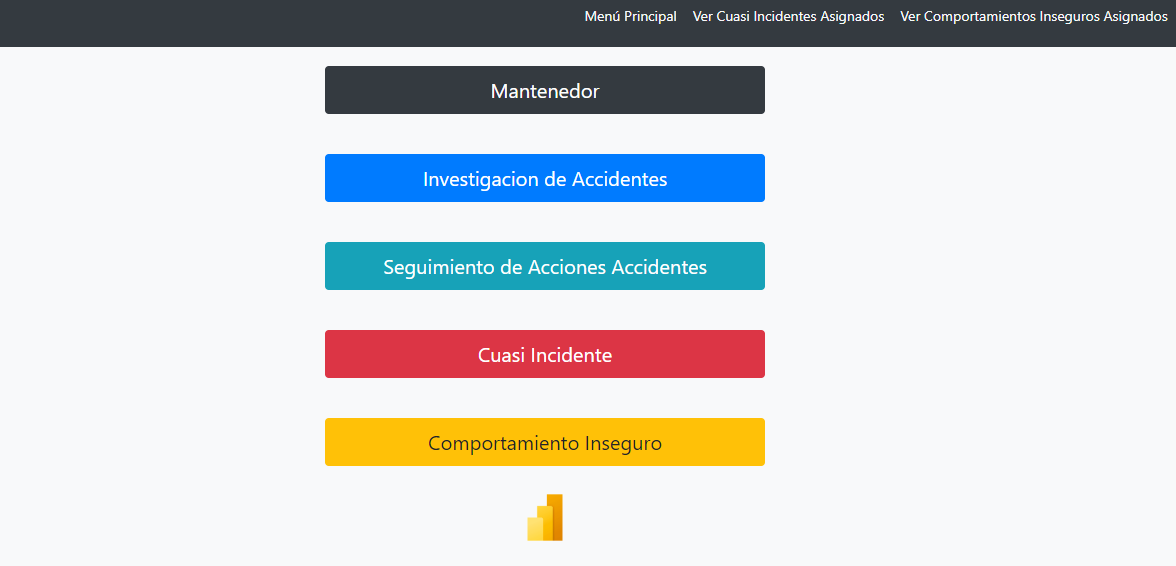 Menú Principal Ver Cuasi Incidentes Asignados Ver Comportamientos Inseguros Asignados
Mantenedor
Investigacion de Accidentes
Seguimiento de Acciones Accidentes
Cuasi Incidente
Comportamiento Inseguro